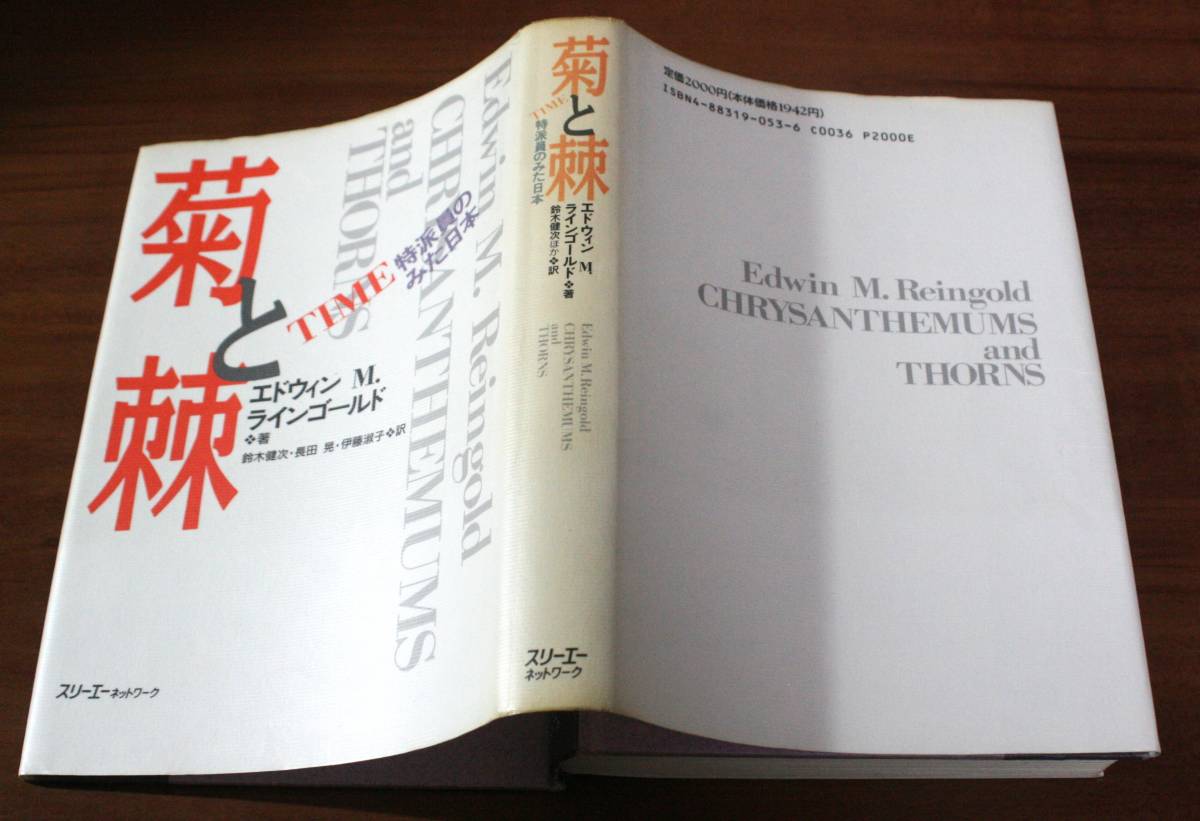 菊と棘
TIME 特派員の
みた日本
エドウィン M.
ラインゴールド
❖著
鈴木健次・長田 晃・伊藤淑子❖訳
Edwin M. Reingold
CHRYSANTHEMUMS
and
THORNS
スリーエーネットワーク
菊と棘
TIME特派員のみた日本
エドウィン M.
ラインゴールド❖著
鈴木健次ほか❖訳
Edwin M. Reingold
CHRYSANTHEMUMS
and
THORNS
スリーエー
ネットワーク
定価2000円(本体価格1942円)
ISBN4-88319-053-6 C0036 P2000E
Edwin M. Reingold
CHRYSANTHEMUMS
and
THORNS